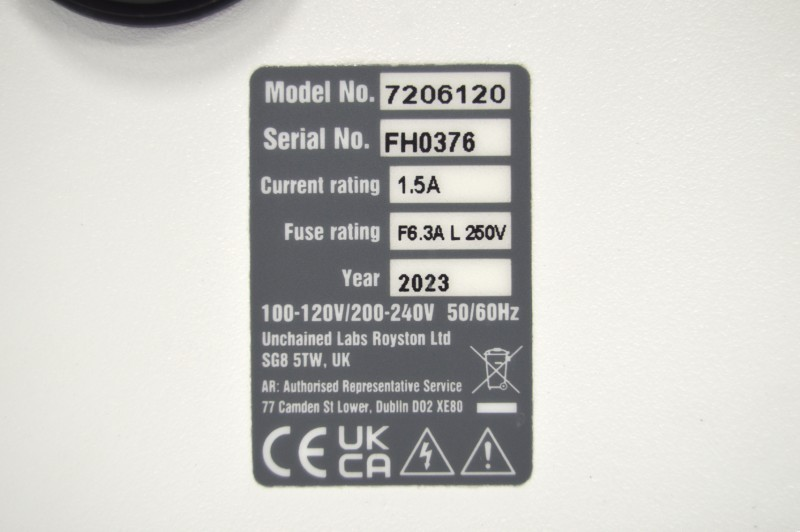 Model No. 7206120
Serial No. FH0376
Current rating 1.5A
Fuse rating F6.3A L 250V
Year 2023
100-120V/200-240V 50/60Hz
Unchained Labs Royston Ltd
SG8 5TW, UK
AR: Authorised Representative Service
77 Camden St Lower, Dublin D02 XE80
CE UK
CA